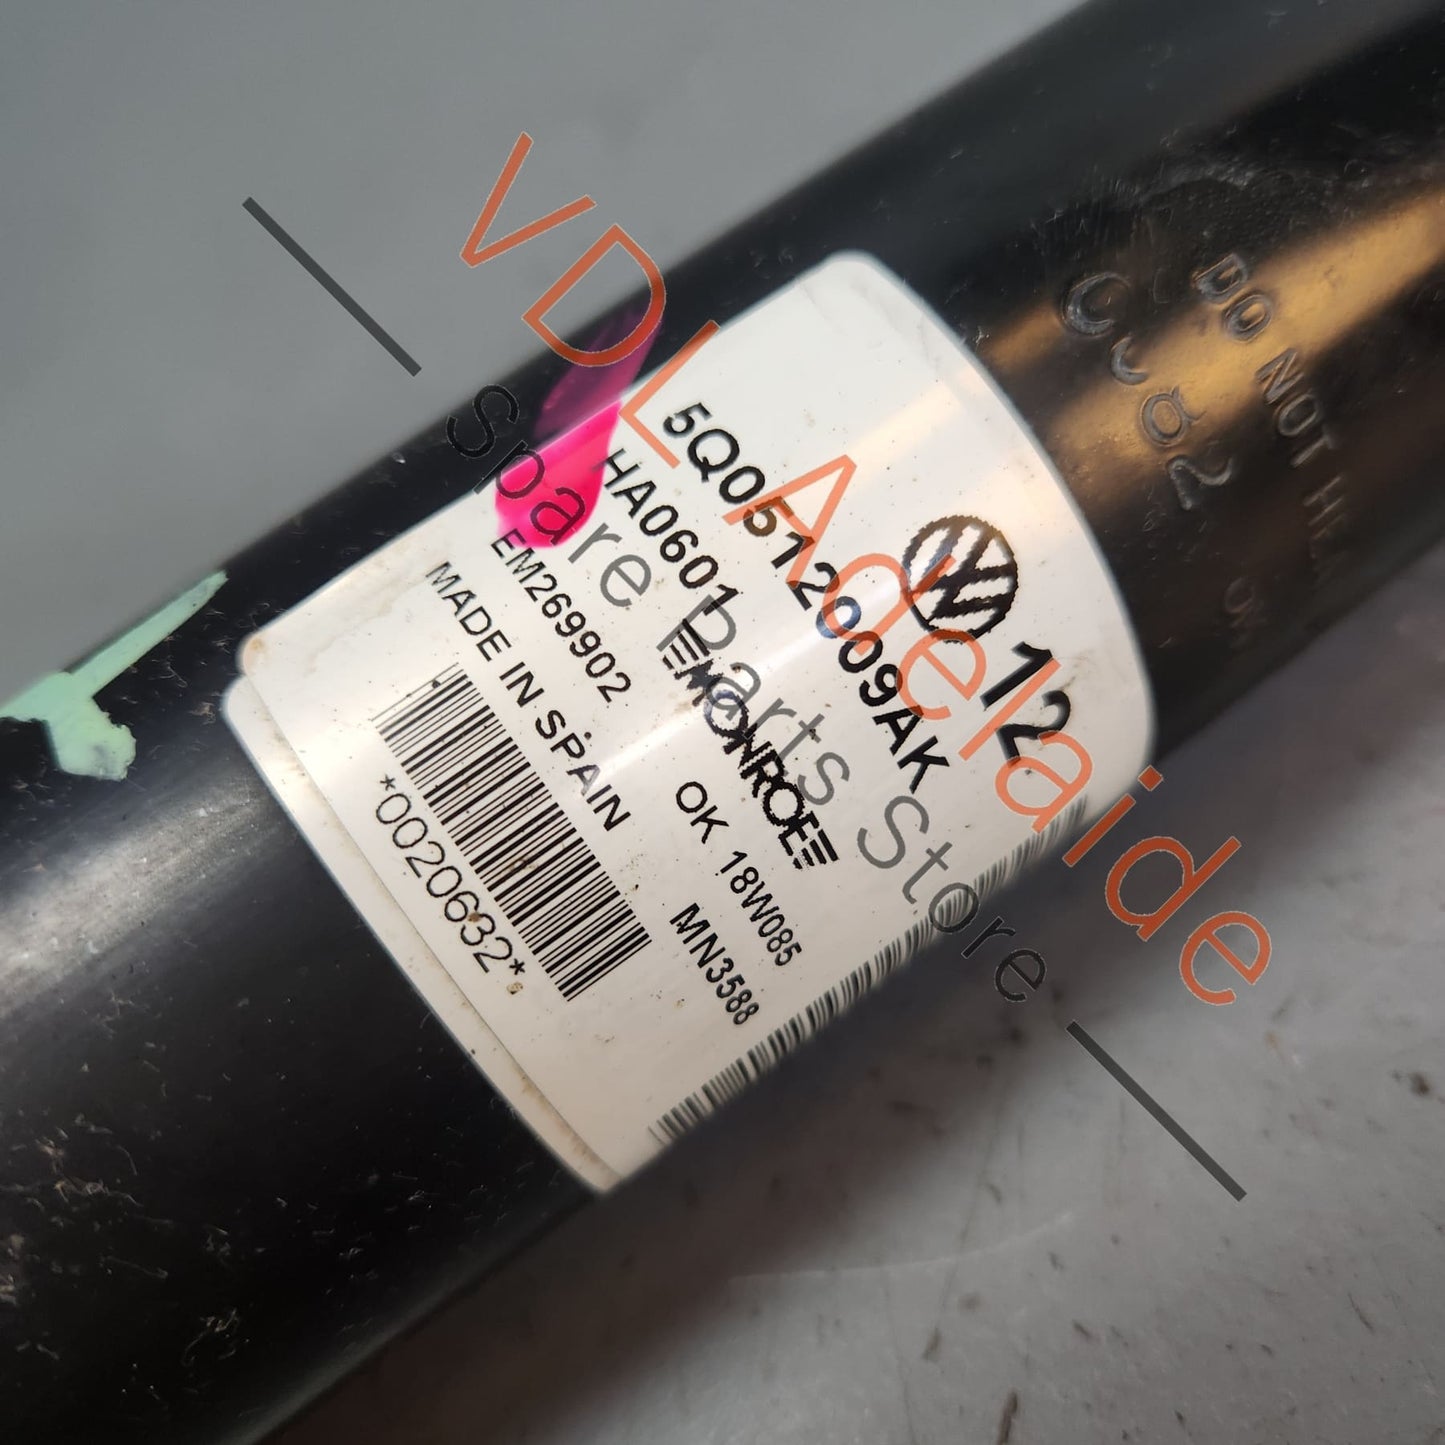 VDL Adelaide
Spare Parts Store
12
5Q0512009AK
HA0601
MONROE
EM269902
OK 18W085
MADE IN SPAIN
MN3588
*0020632*
DO NOT